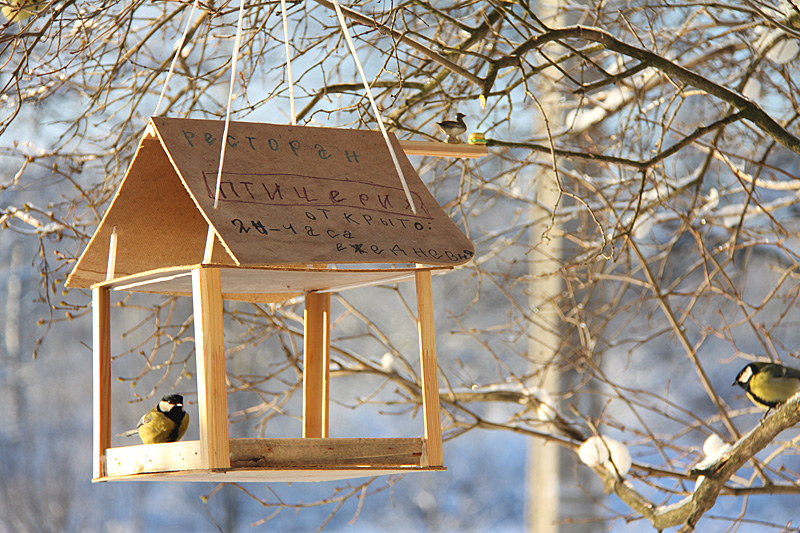 ресторан
ПТИЧЕРИЯ
открыто:
24-часа
ежедневно